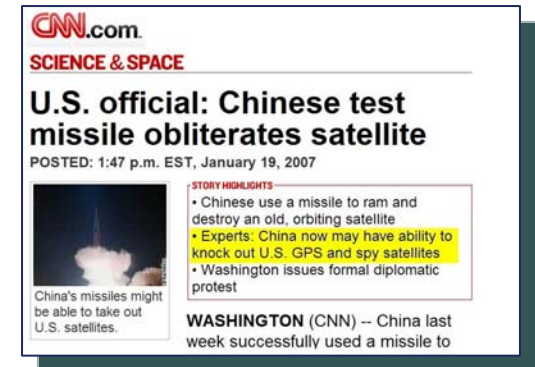 CNN.com
SCIENCE & SPACE
U.S. official: Chinese test
missile obliterates satellite
POSTED: 1:47 p.m. EST, January 19, 2007
China's missiles might
be able to take out
U.S. satellites.
STORY HIGHLIGHTS
• Chinese use a missile to ram and
destroy an old, orbiting satellite
• Experts: China now may have ability to
knock out U.S. GPS and spy satellites
• Washington issues formal diplomatic
protest
WASHINGTON (CNN) -- China last
week successfully used a missile to